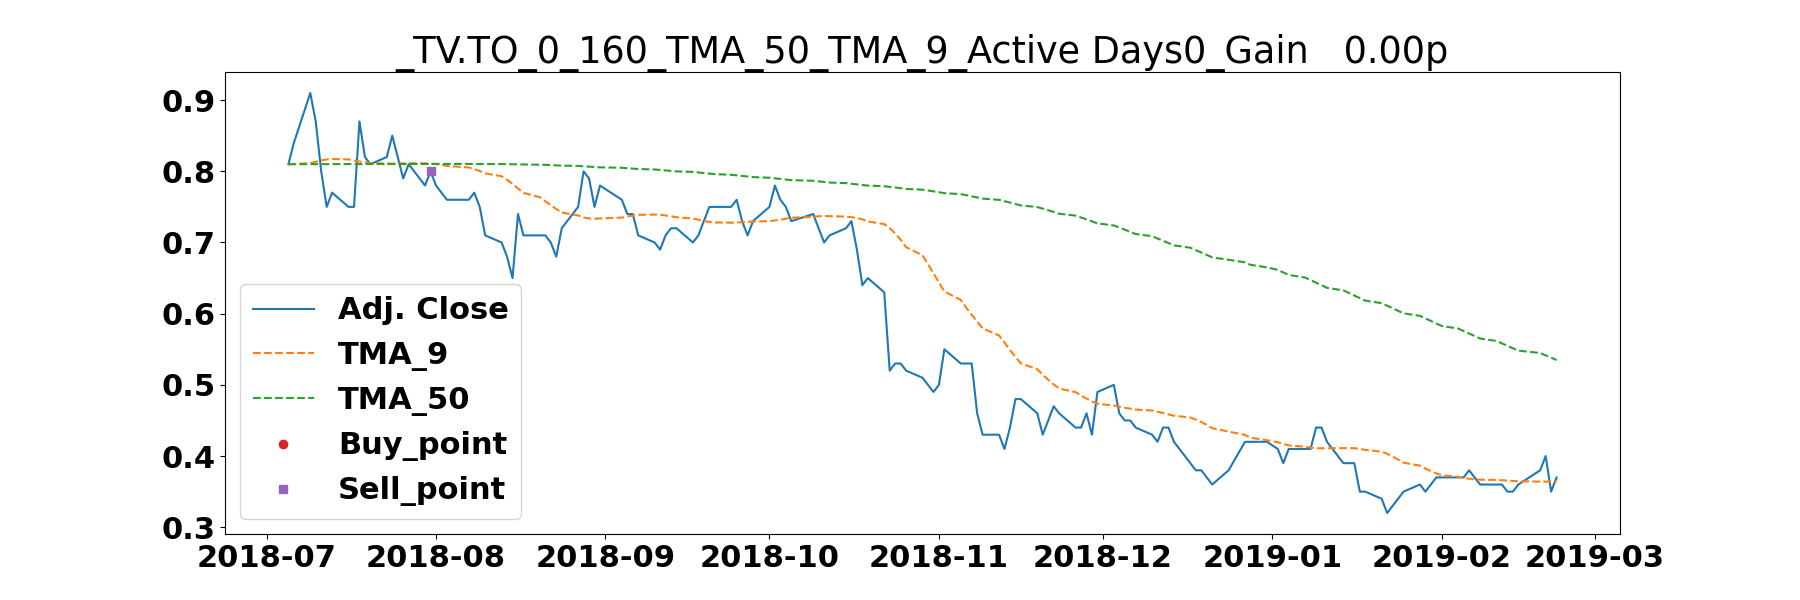 _TV.TO_0_160_TMA_50_TMA_9_Active Days0_Gain   0.00p
0.9
0.8
0.7
0.6
0.5
0.4
0.3
Adj. Close
TMA_9
TMA_50
Buy_point
Sell_point
2018-07 2018-08 2018-09 2018-10 2018-11 2018-12 2019-01 2019-02 2019-03